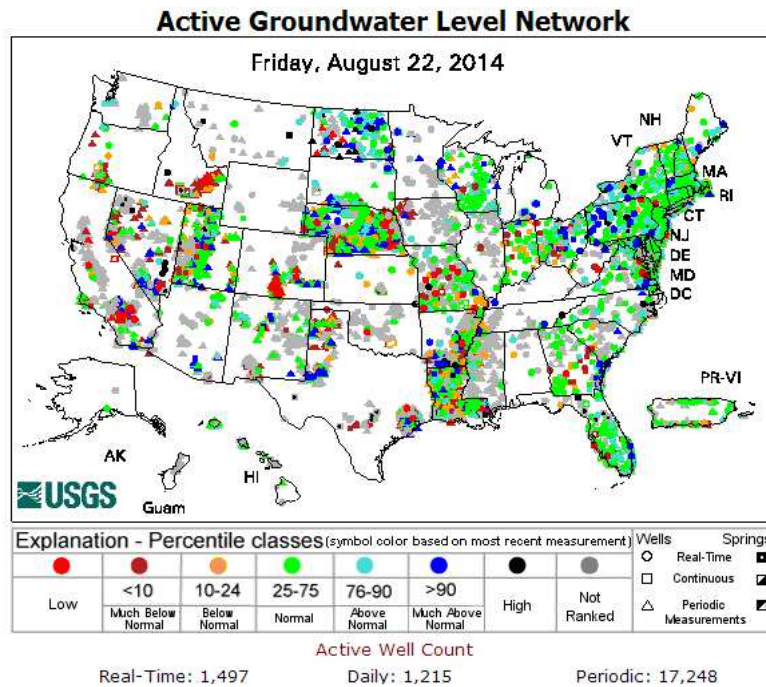 Active Groundwater Level Network
Friday, August 22, 2014
NH
VT
MA
RI
CT
NJ
DE
MD
DC
PR-VI
AK
HI
Guam
USGS
Explanation - Percentile classes (symbol color based on most recent measurement)
Wells Springs
Real-Time
Continuous
Periodic Measurements
Low
<10
Much Below Normal
10-24
Below Normal
25-75
Normal
76-90
Above Normal
>90
Much Above Normal
High
Not Ranked
Active Well Count
Real-Time: 1,497 Daily: 1,215 Periodic: 17,248